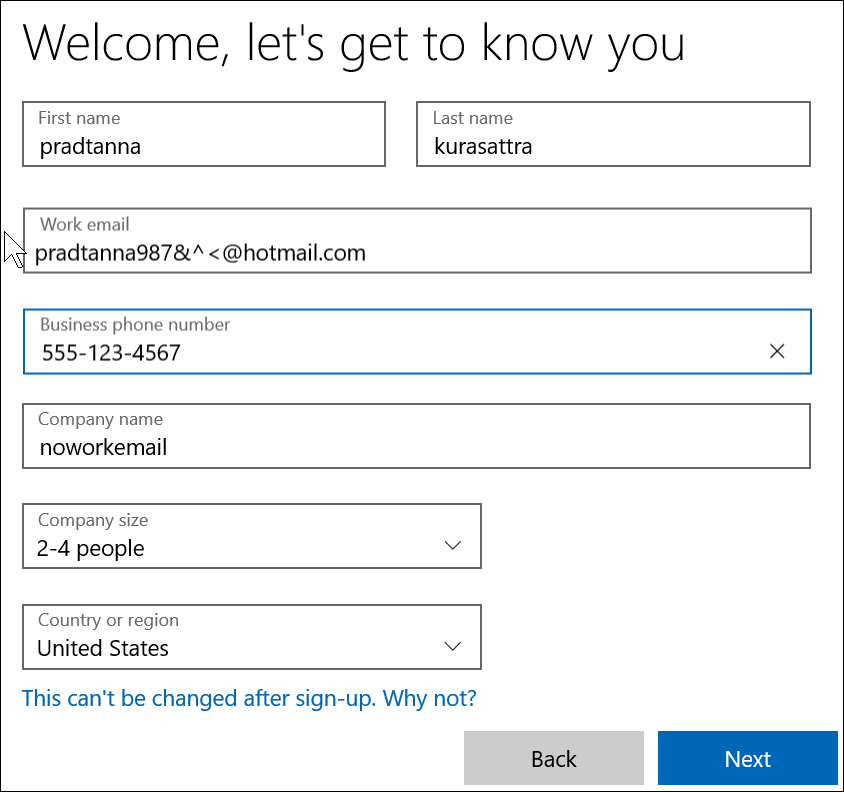 Welcome, let's get to know you
First name
pradtanna
Last name
kurasattra
Work email
pradtanna987&^<@hotmail.com
Business phone number
555-123-4567
Company name
noworkemail
Company size
2-4 people
Country or region
United States
This can't be changed after sign-up. Why not?
Back
Next